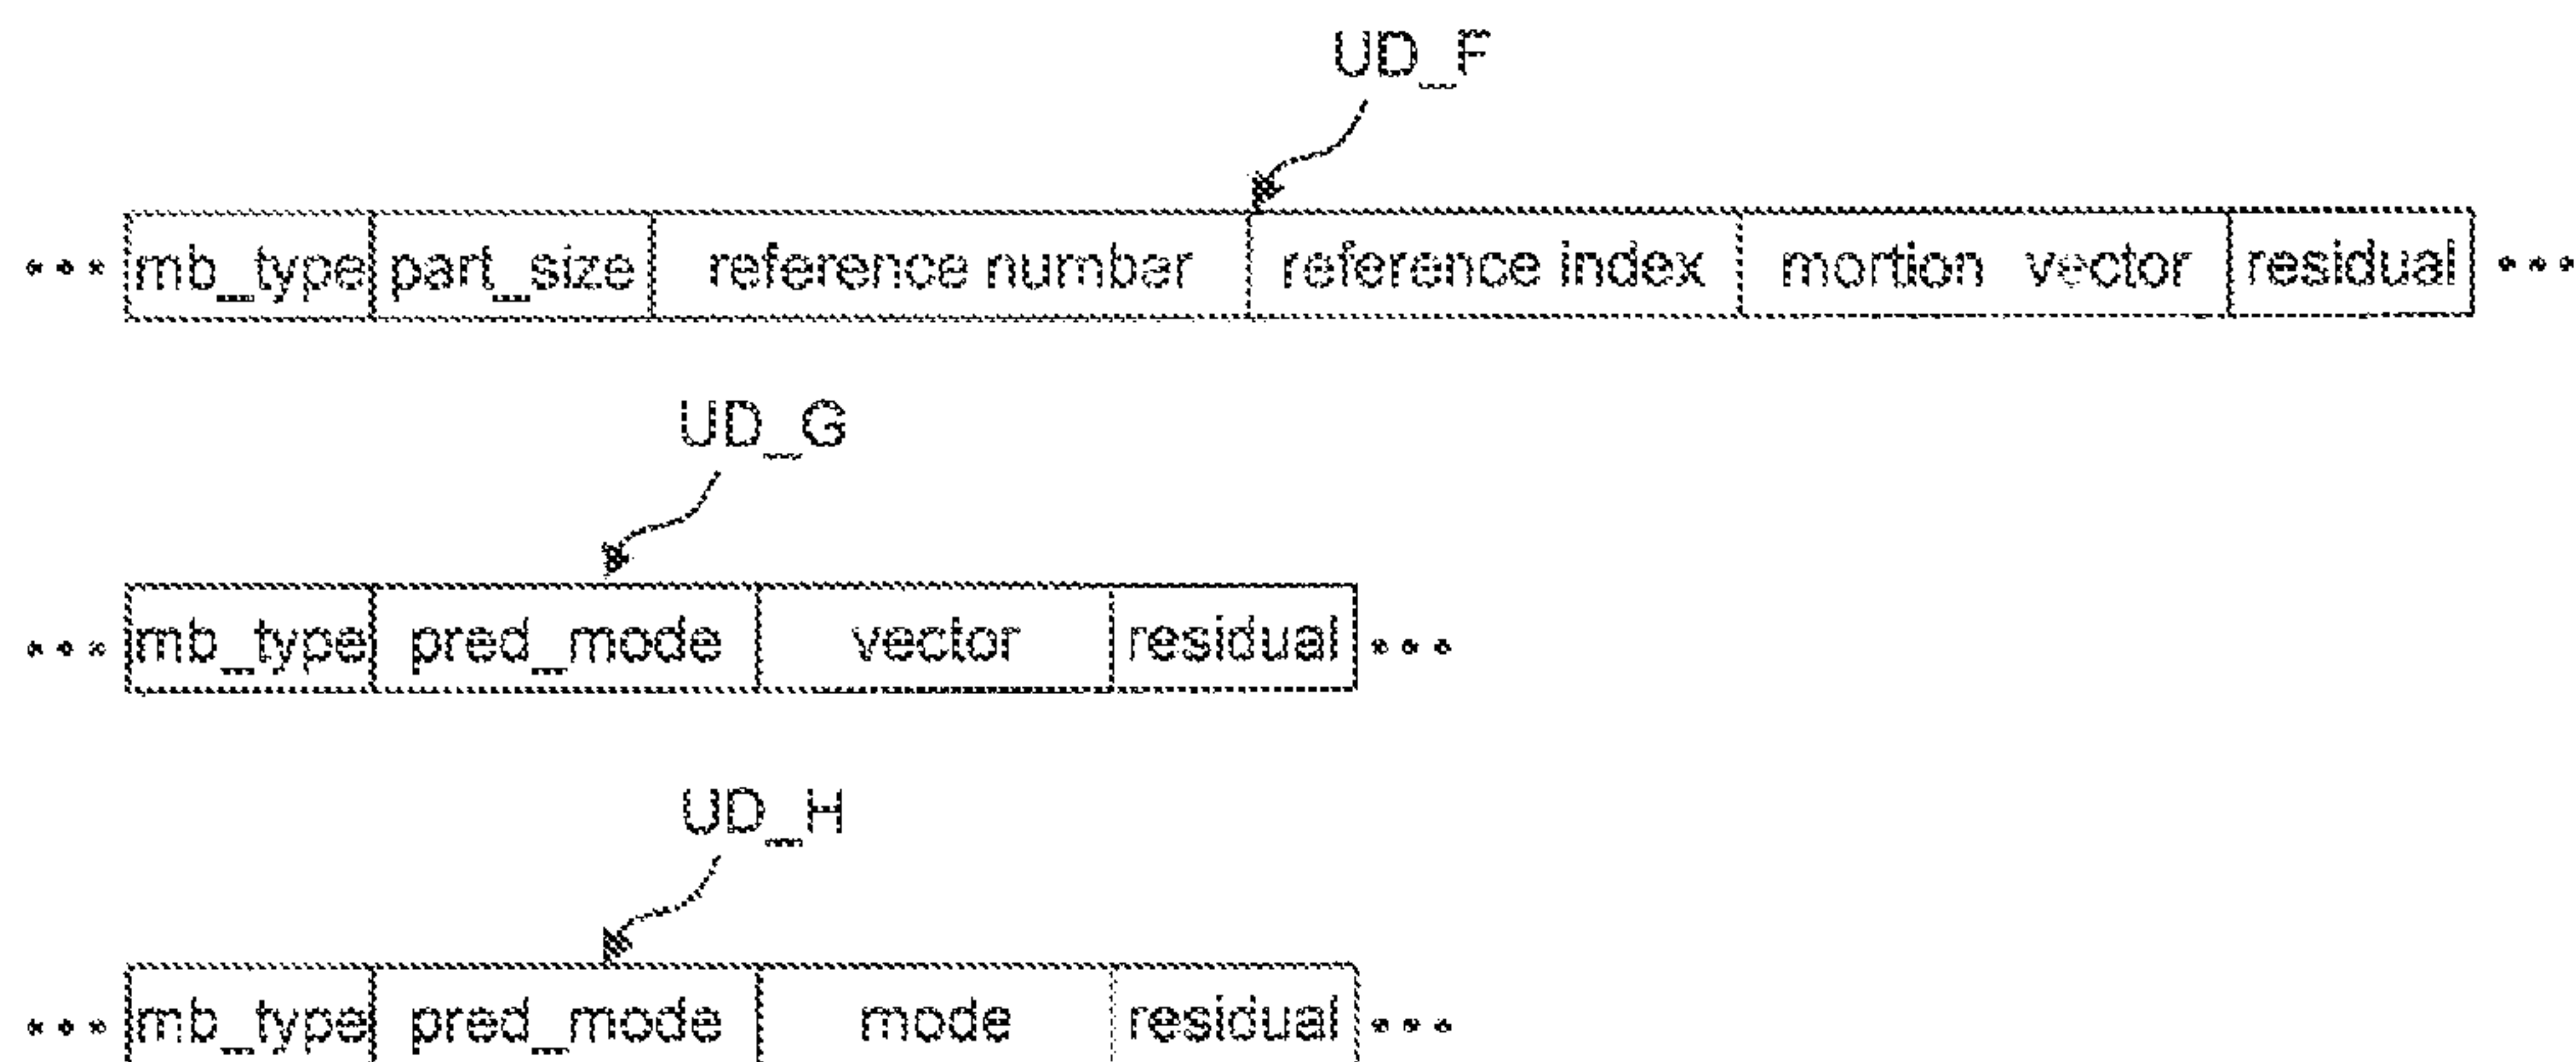 UD_F
... mb_type part_size reference numbar reference index mortion vector residual ...
UD_G
... mb_type pred_mode vector residual ...
UD_H
... mb_type pred_mode mode residual ...